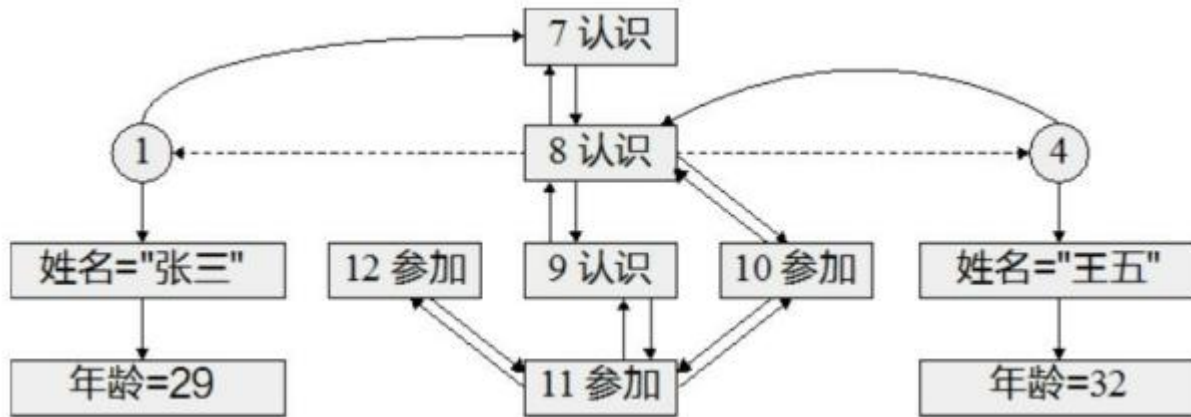 7 认识
1
8 认识
4
姓名="张三"
12 参加
9 认识
10 参加
姓名="王五"
年龄=29
11 参加
年龄=32